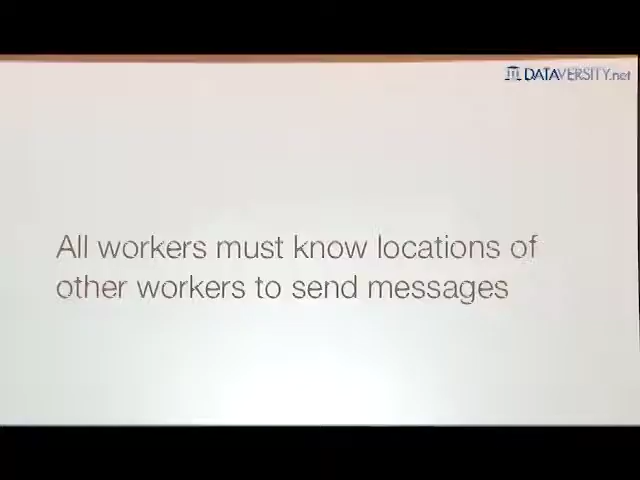 DATAVERSITY.net
All workers must know locations of
other workers to send messages